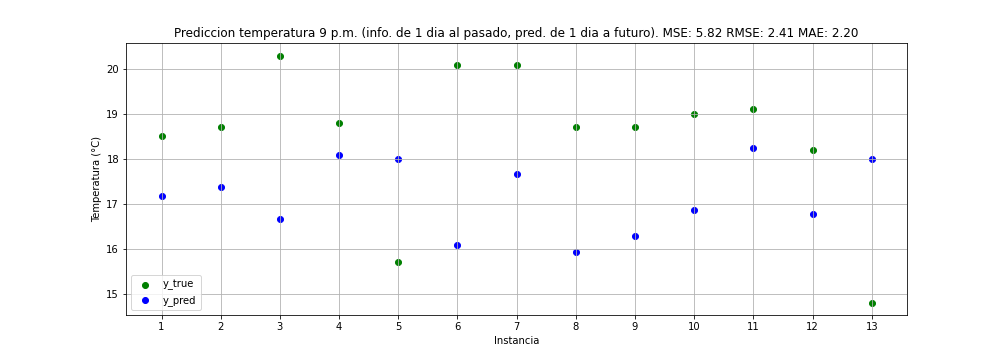 Prediccion temperatura 9 p.m. (info. de 1 dia al pasado, pred. de 1 dia a futuro). MSE: 5.82 RMSE: 2.41 MAE: 2.20
Temperatura (°C)
20
19
18
17
16
15
y_true
y_pred
1 2 3 4 5 6 7 8 9 10 11 12 13
Instancia